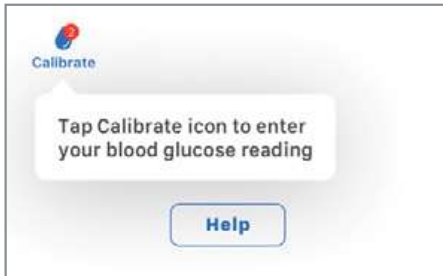 2
Calibrate
Tap Calibrate icon to enter
your blood glucose reading
Help